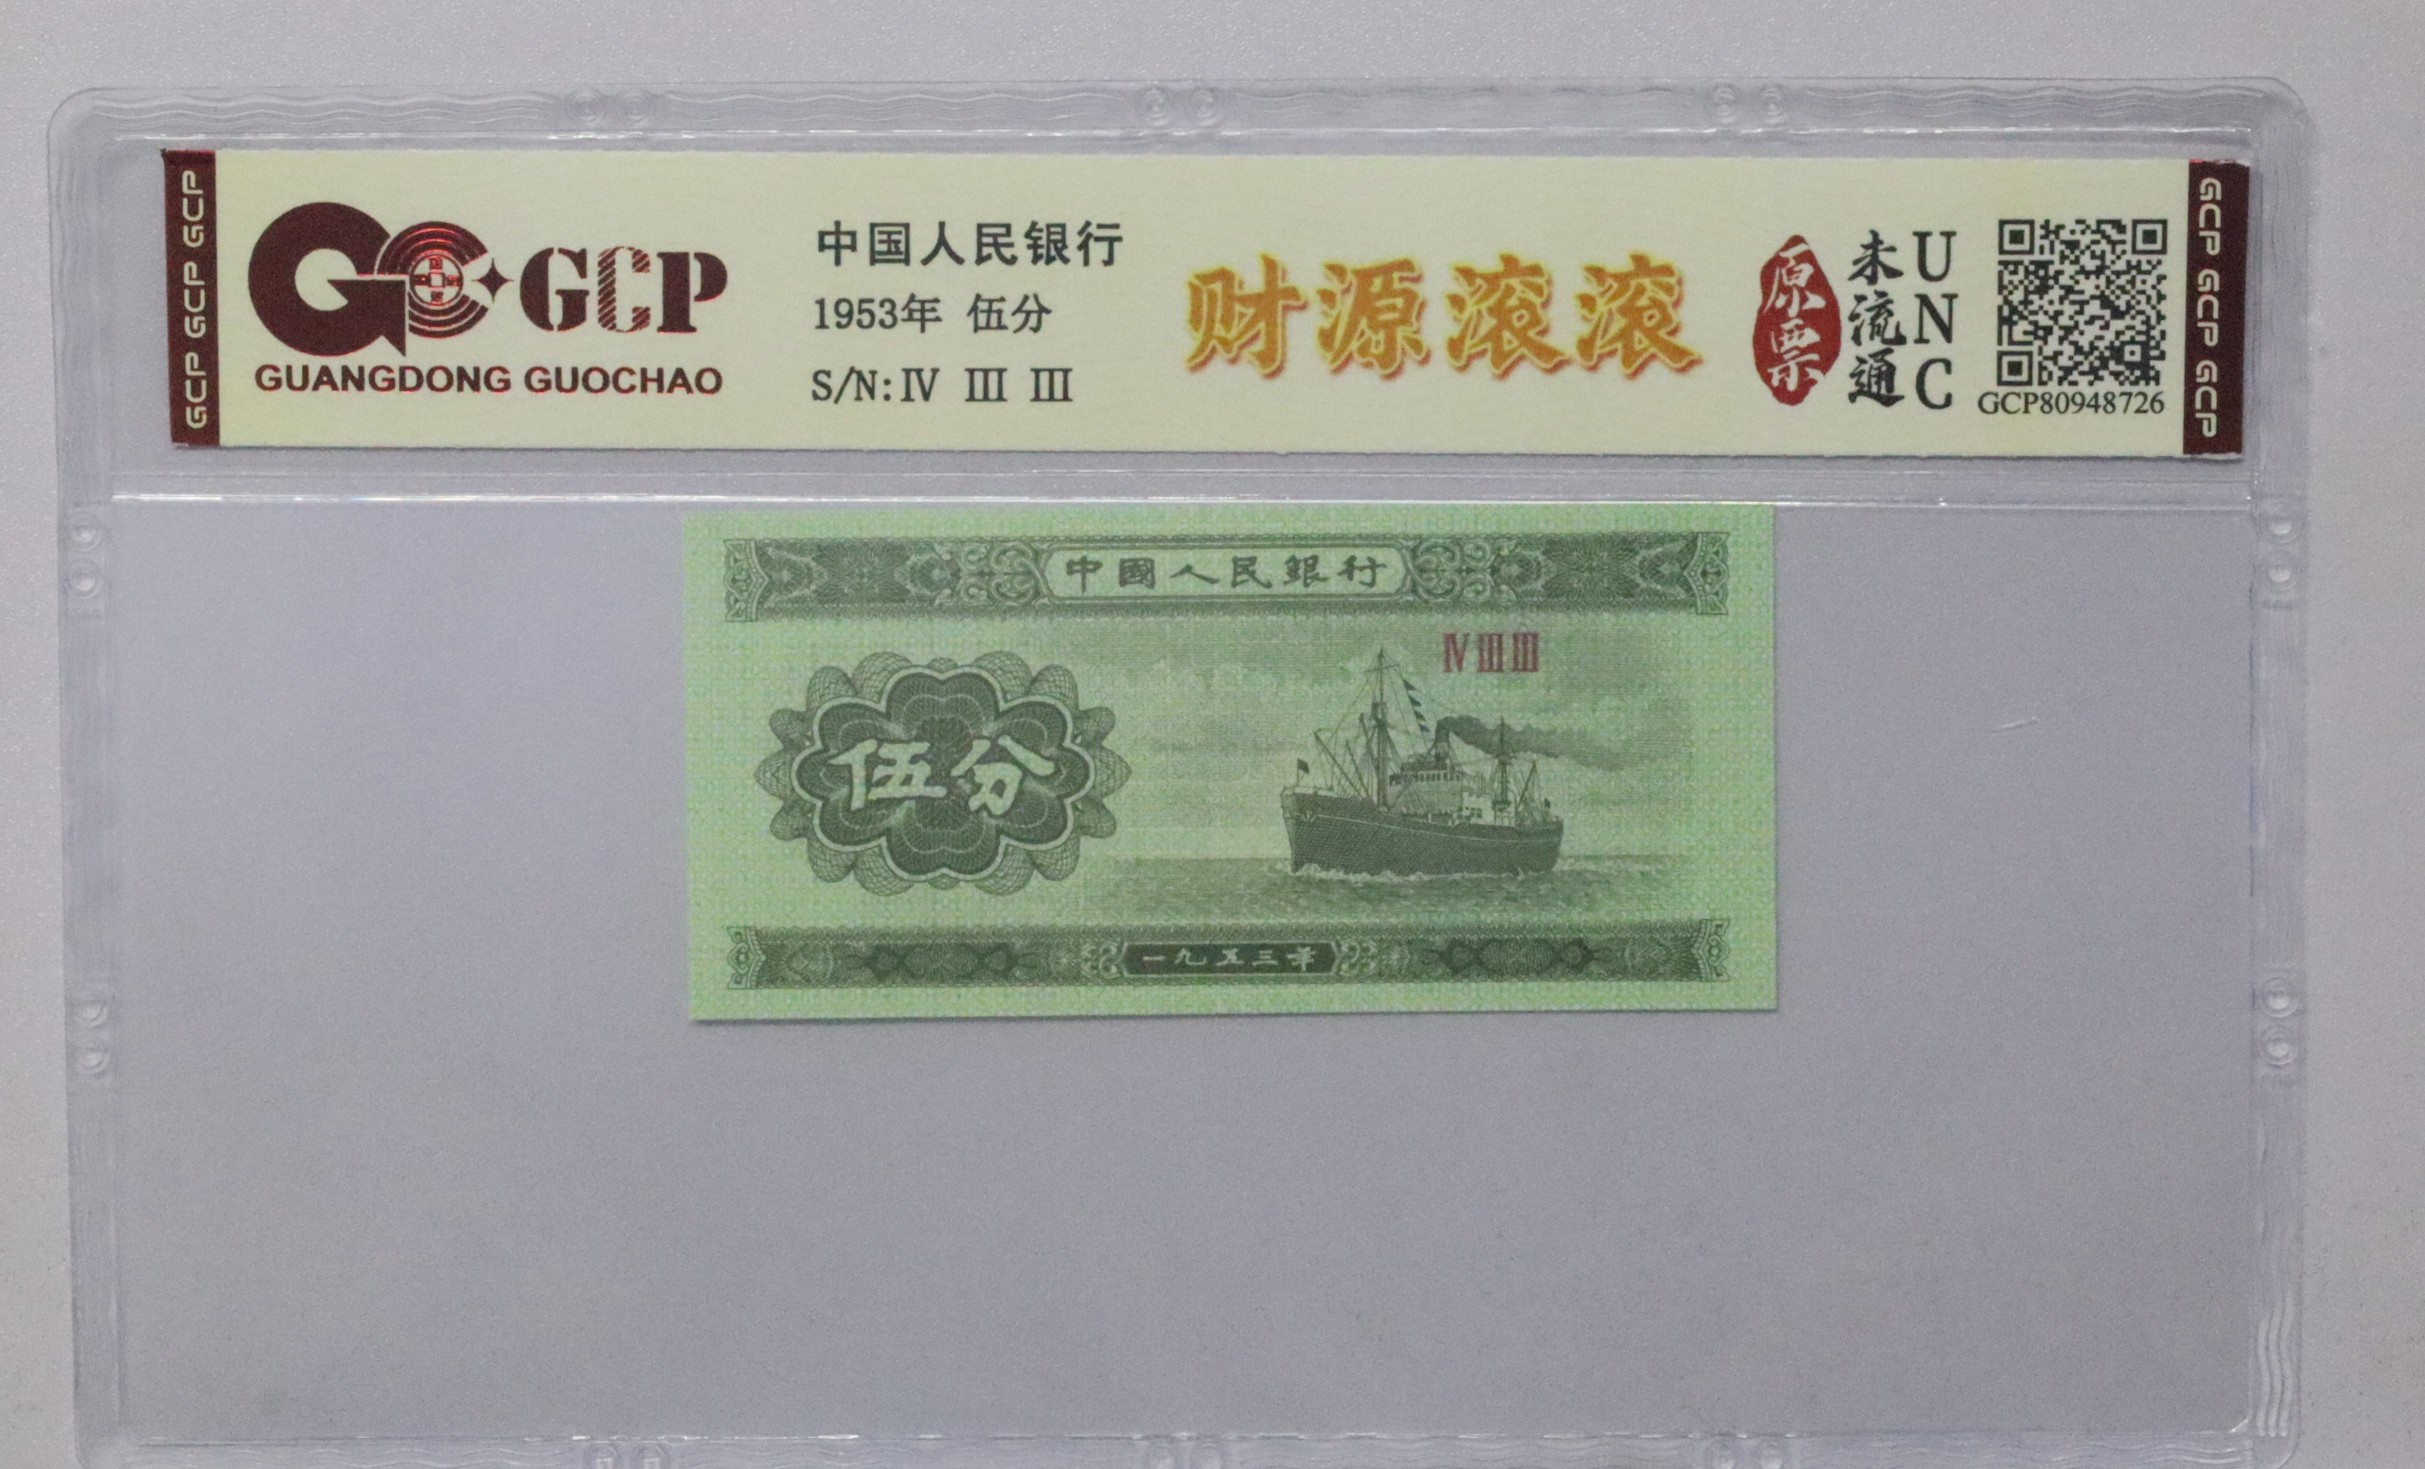 GCP GCP GCP
GCP
GUANGDONG GUOCHAO
中国人民银行
1953年 伍分
S/N: IV III III
财源滚滚
原票
未流通
UNC
GCP80948726
GCP GCP GCP
中國人民銀行
IV III III
伍分
一九五三年